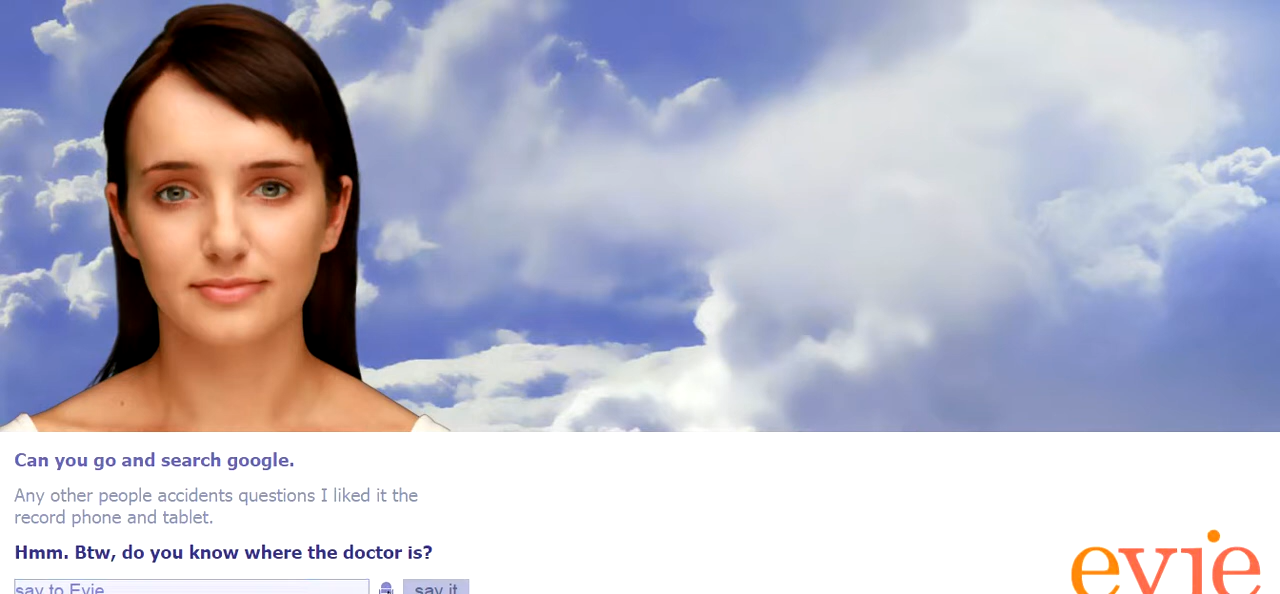 Can you go and search google.
Any other people accidents questions I liked it the
record phone and tablet.
Hmm. Btw, do you know where the doctor is?
say to Evie
say it
evie